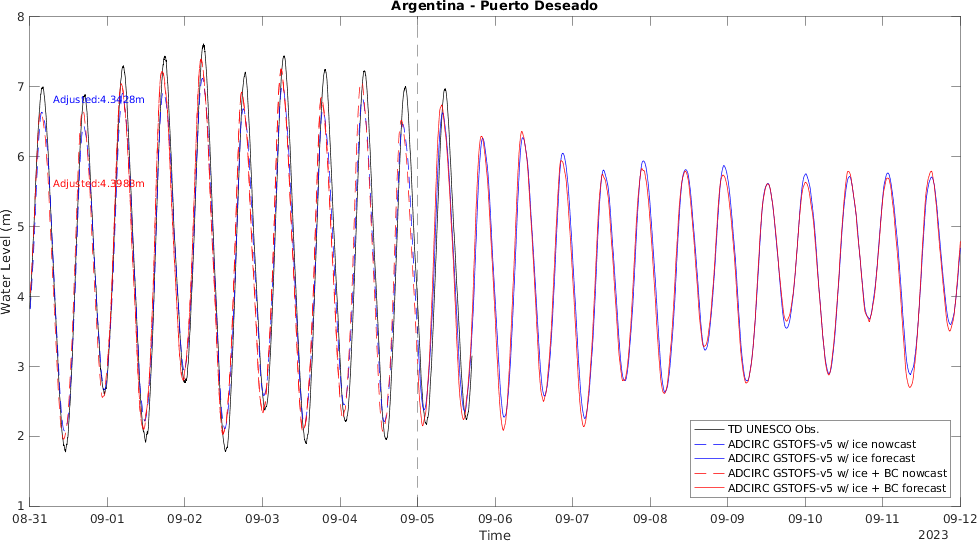 Argentina - Puerto Deseado
8
7
6
5
4
3
2
1
Water Level (m)
Adjusted:4.3428m
Adjusted:4.3983m
TD UNESCO Obs.
ADCIRC GSTOFS-v5 w/ ice nowcast
ADCIRC GSTOFS-v5 w/ ice forecast
ADCIRC GSTOFS-v5 w/ ice + BC nowcast
ADCIRC GSTOFS-v5 w/ ice + BC forecast
08-31 09-01 09-02 09-03 09-04 09-05 09-06 09-07 09-08 09-09 09-10 09-11 09-12
Time
2023